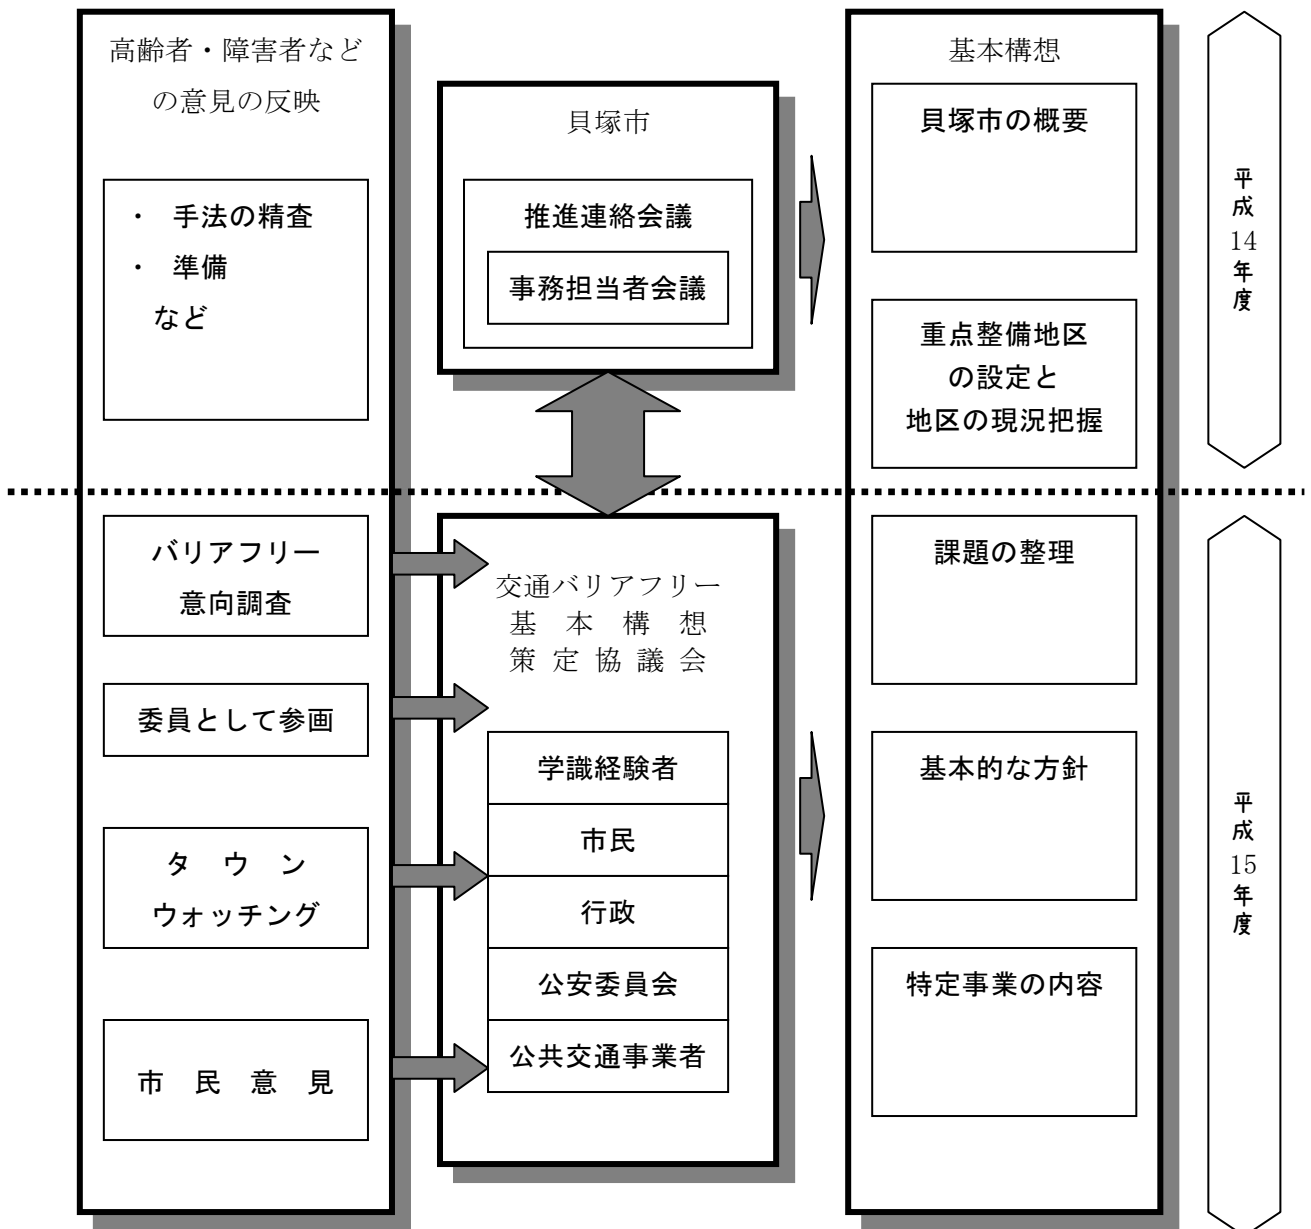 高齢者・障害者など
の意見の反映
・ 手法の精査
・ 準備
など
バリアフリー
意向調査
委員として参画
タ ウ ン
ウォッチング
市 民 意 見
貝塚市
推進連絡会議
事務担当者会議
交通バリアフリー
基 本 構 想
策 定 協 議 会
学識経験者
市民
行政
公安委員会
公共交通事業者
基本構想
貝塚市の概要
重点整備地区
の設定と
地区の現況把握
課題の整理
基本的な方針
特定事業の内容
平成14年度
平成15年度